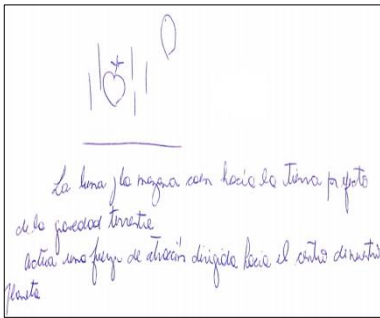 La luna y la manzana caen hacia la Tierra por efecto
de la gravedad terrestre
actúa una fuerza de atracción dirigida hacia el centro de nuestro
planeta